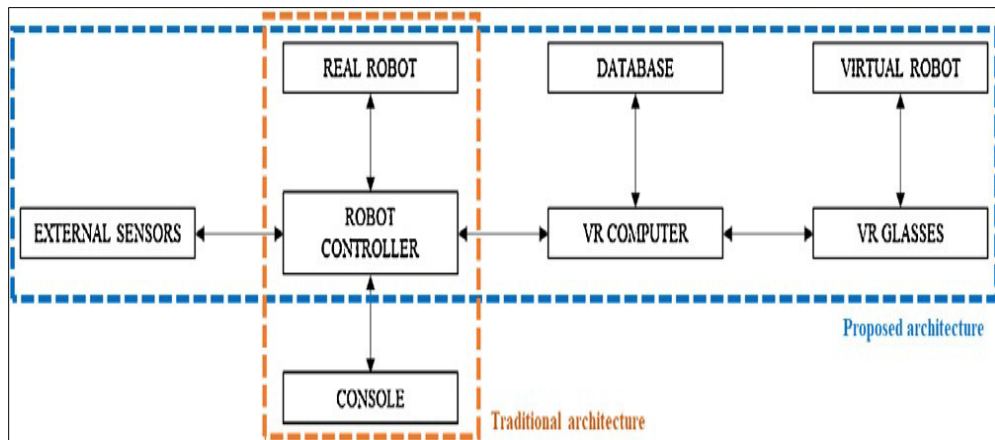 REAL ROBOT
DATABASE
VIRTUAL ROBOT
EXTERNAL SENSORS
ROBOT
CONTROLLER
VR COMPUTER
VR GLASSES
Proposed architecture
CONSOLE
Traditional architecture